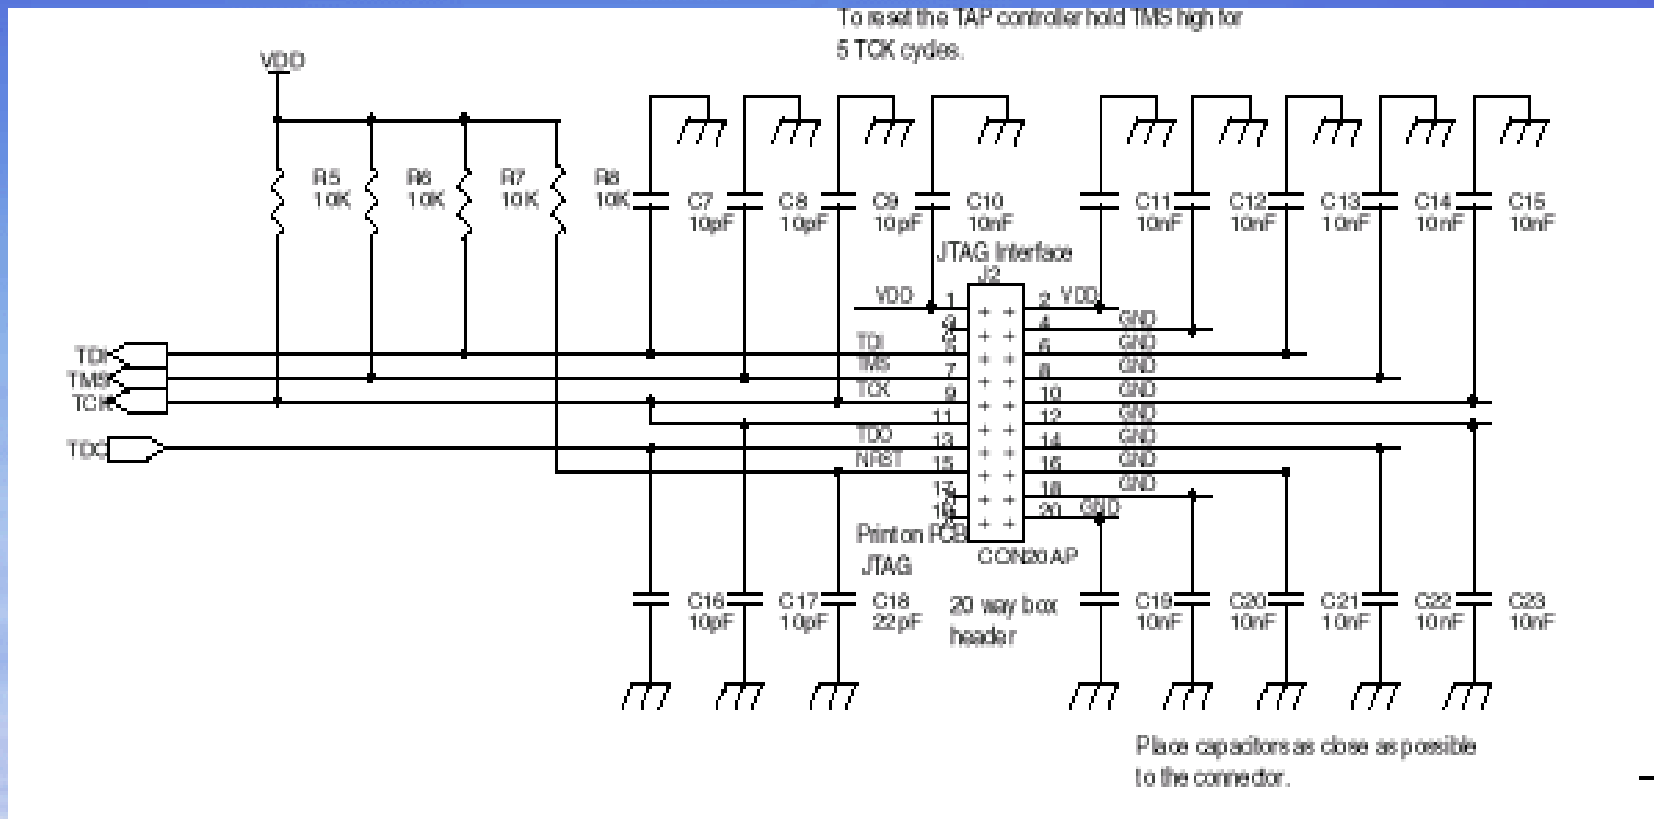 To reset the TAP controller hold TMS high for
5 TCK cycles.
VDD
R5
10K
R6
10K
R7
10K
R8
10K
C7
10pF
C8
10pF
C9
10pF
C10
10nF
C11
10nF
C12
10nF
C13
10nF
C14
10nF
C15
10nF
JTAG Interface
J2
VDD 1
2 VDD
3
4 GND
TDI
TDI 5
6 GND
TMS
TMS 7
8 GND
TCK
TCK 9
10 GND
11
12 GND
TDO
TDO 13
14 GND
NRST 15
16 GND
17
18 GND
19
20 GND
Print on PCB
JTAG
CON20AP
20 way box
header
C16
10pF
C17
10pF
C18
22pF
C19
10nF
C20
10nF
C21
10nF
C22
10nF
C23
10nF
Place capacitors as close as possible
to the connector.